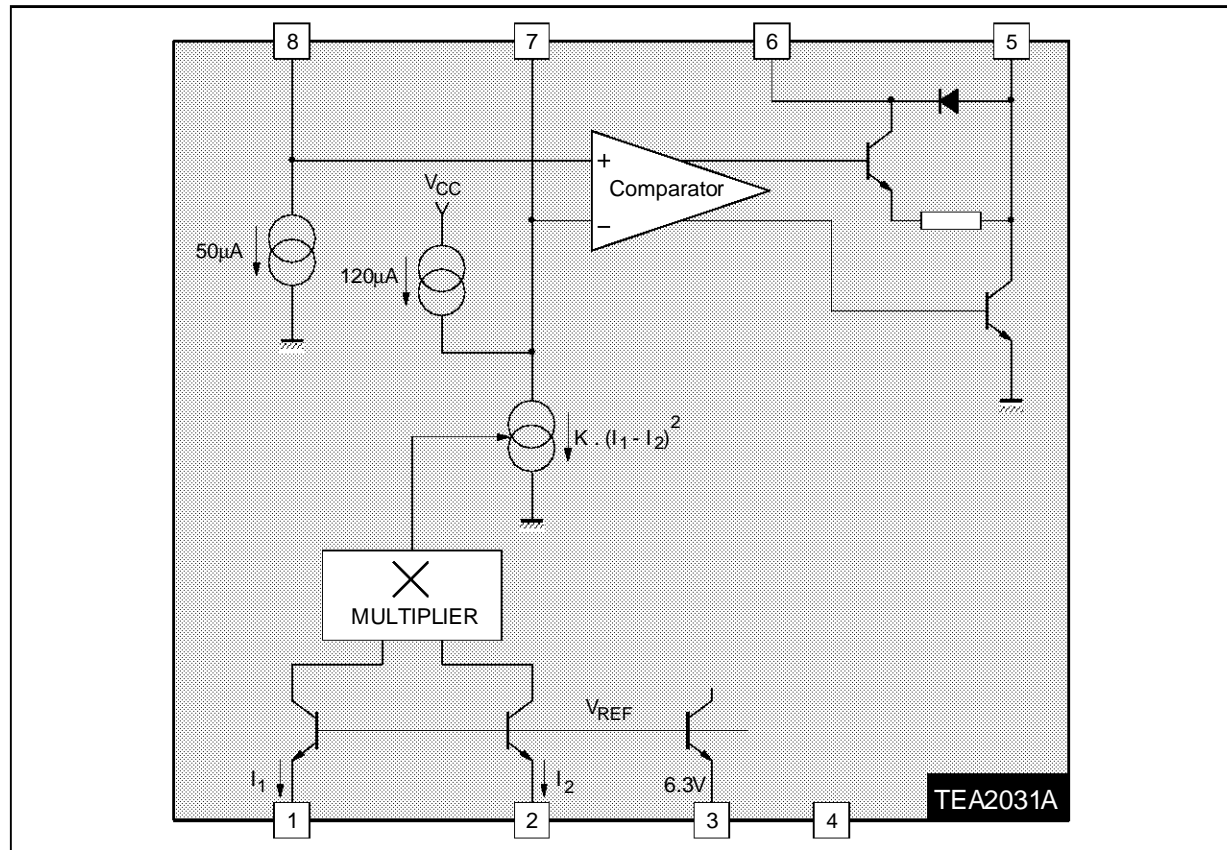 8 7 6 5
+
Comparator
−
VCC
50μA
120μA
K . (I1 - I2)2
MULTIPLIER
VREF
I1 I2 6.3V
TEA2031A
1 2 3 4